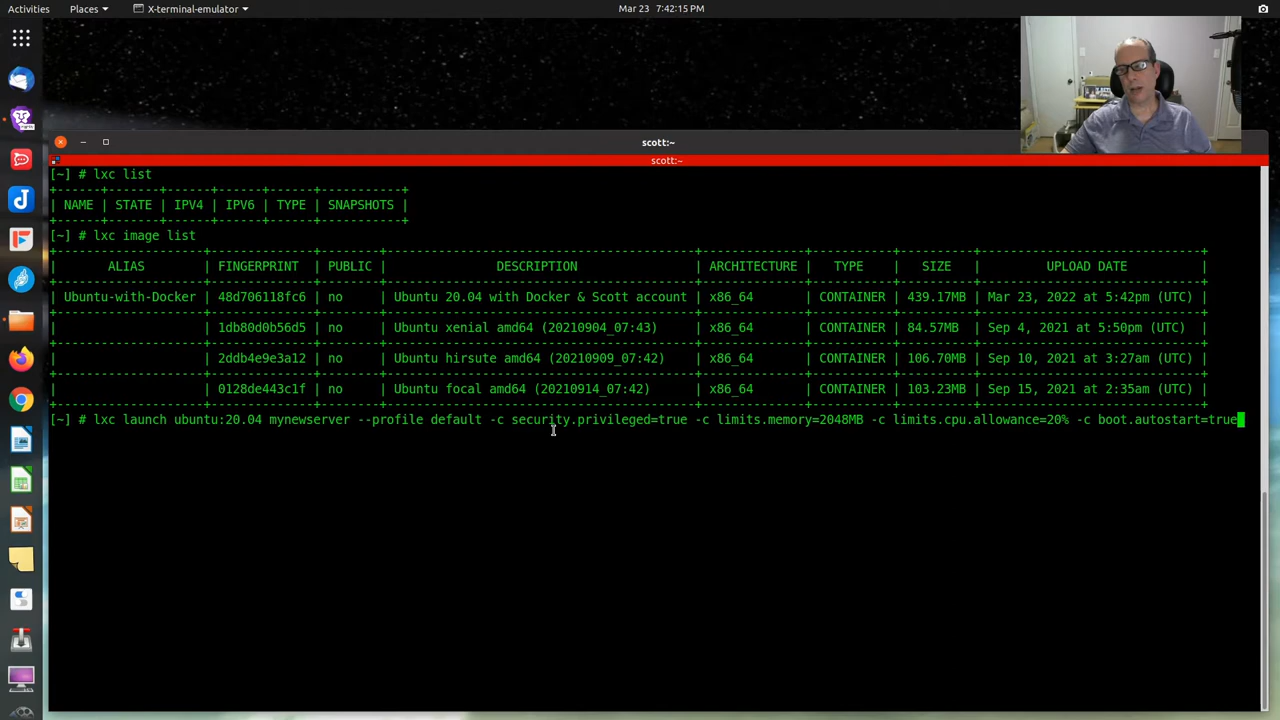 Activities Places X-terminal-emulator Mar 23 7:42:15 PM
scott:~
scott:~
[~] # lxc list
+------+-------+------+------+------+-----------+
| NAME | STATE | IPV4 | IPV6 | TYPE | SNAPSHOTS |
+------+-------+------+------+------+-----------+
[~] # lxc image list
+--------------------+--------------+--------+------------------------------------------+--------------+-----------+----------+------------------------------+
| ALIAS | FINGERPRINT | PUBLIC | DESCRIPTION | ARCHITECTURE | TYPE | SIZE | UPLOAD DATE |
+--------------------+--------------+--------+------------------------------------------+--------------+-----------+----------+------------------------------+
| Ubuntu-with-Docker | 48d706118fc6 | no | Ubuntu 20.04 with Docker & Scott account | x86_64 | CONTAINER | 439.17MB | Mar 23, 2022 at 5:42pm (UTC) |
+--------------------+--------------+--------+------------------------------------------+--------------+-----------+----------+------------------------------+
| | 1db80d0b56d5 | no | Ubuntu xenial amd64 (20210904_07:43) | x86_64 | CONTAINER | 84.57MB | Sep 4, 2021 at 5:50pm (UTC) |
+--------------------+--------------+--------+------------------------------------------+--------------+-----------+----------+------------------------------+
| | 2ddb4e9e3a12 | no | Ubuntu hirsute amd64 (20210909_07:42) | x86_64 | CONTAINER | 106.70MB | Sep 10, 2021 at 3:27am (UTC) |
+--------------------+--------------+--------+------------------------------------------+--------------+-----------+----------+------------------------------+
| | 0128de443c1f | no | Ubuntu focal amd64 (20210914_07:42) | x86_64 | CONTAINER | 103.23MB | Sep 15, 2021 at 2:35am (UTC) |
+--------------------+--------------+--------+------------------------------------------+--------------+-----------+----------+------------------------------+
[~] # lxc launch ubuntu:20.04 mynewserver --profile default -c security.privileged=true -c limits.memory=2048MB -c limits.cpu.allowance=20% -c boot.autostart=true